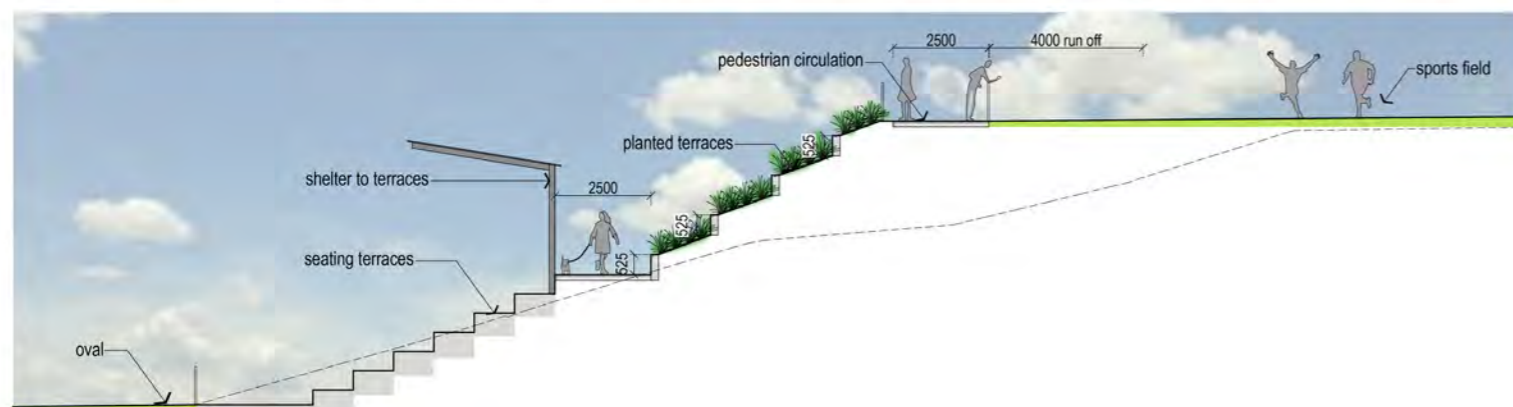 2500
4000 run off
pedestrian circulation
sports field
525
planted terraces
shelter to terraces
2500
525
525
seating terraces
oval